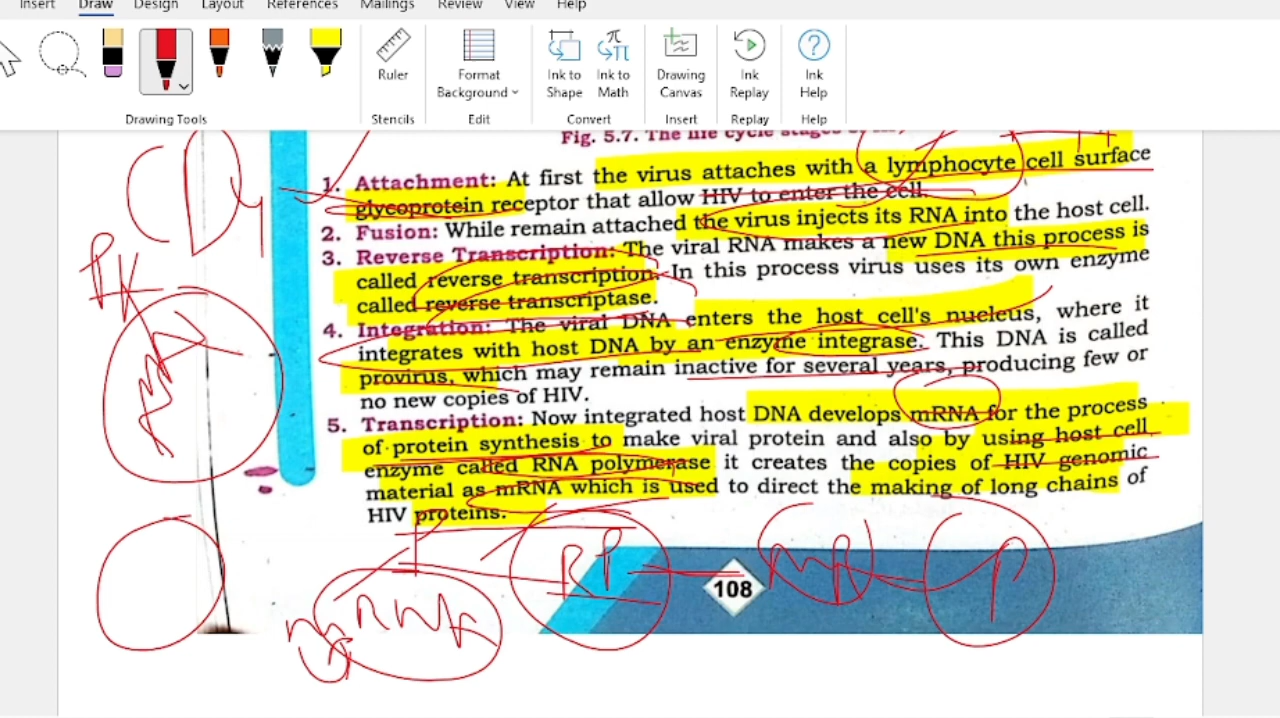 Insert Draw Design Layout References Mailings Review View Help
Ruler
Format Background
Ink to Shape
Ink to Math
Drawing Canvas
Ink Replay
Ink Help
Drawing Tools Stencils Edit Convert Insert Replay Help
Fig. 5.7. The life cycle stages of
1. Attachment: At first the virus attaches with a lymphocyte cell surface
glycoprotein receptor that allow HIV to enter the cell.
2. Fusion: While remain attached the virus injects its RNA into the host cell.
3. Reverse Transcription: The viral RNA makes a new DNA this process is
called reverse transcription. In this process virus uses its own enzyme
called reverse transcriptase.
4. Integration: The viral DNA enters the host cell's nucleus, where it
integrates with host DNA by an enzyme integrase. This DNA is called
provirus, which may remain inactive for several years, producing few or
no new copies of HIV.
5. Transcription: Now integrated host DNA develops mRNA for the process
of protein synthesis to make viral protein and also by using host cell
enzyme called RNA polymerase it creates the copies of HIV genomic
material as mRNA which is used to direct the making of long chains of
HIV proteins.
CD4
RP
mR
P
mRNA
108